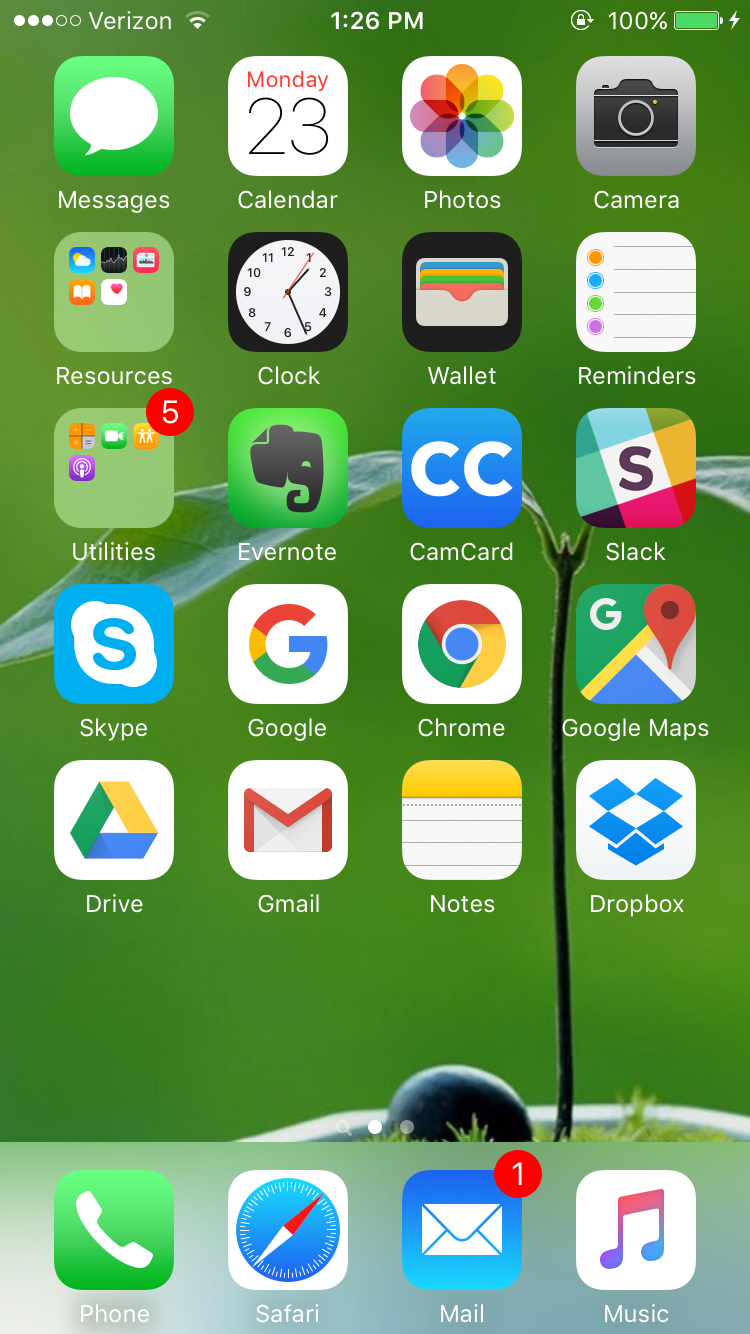 Verizon 1:26 PM 100%
Monday
23
Messages Calendar Photos Camera
12 1 2 3 4 5 6 7 8 9 10 11
Resources Clock Wallet Reminders
5
CC S
Utilities Evernote CamCard Slack
S G G
Skype Google Chrome Google Maps
Drive Gmail Notes Dropbox
1
Phone Safari Mail Music